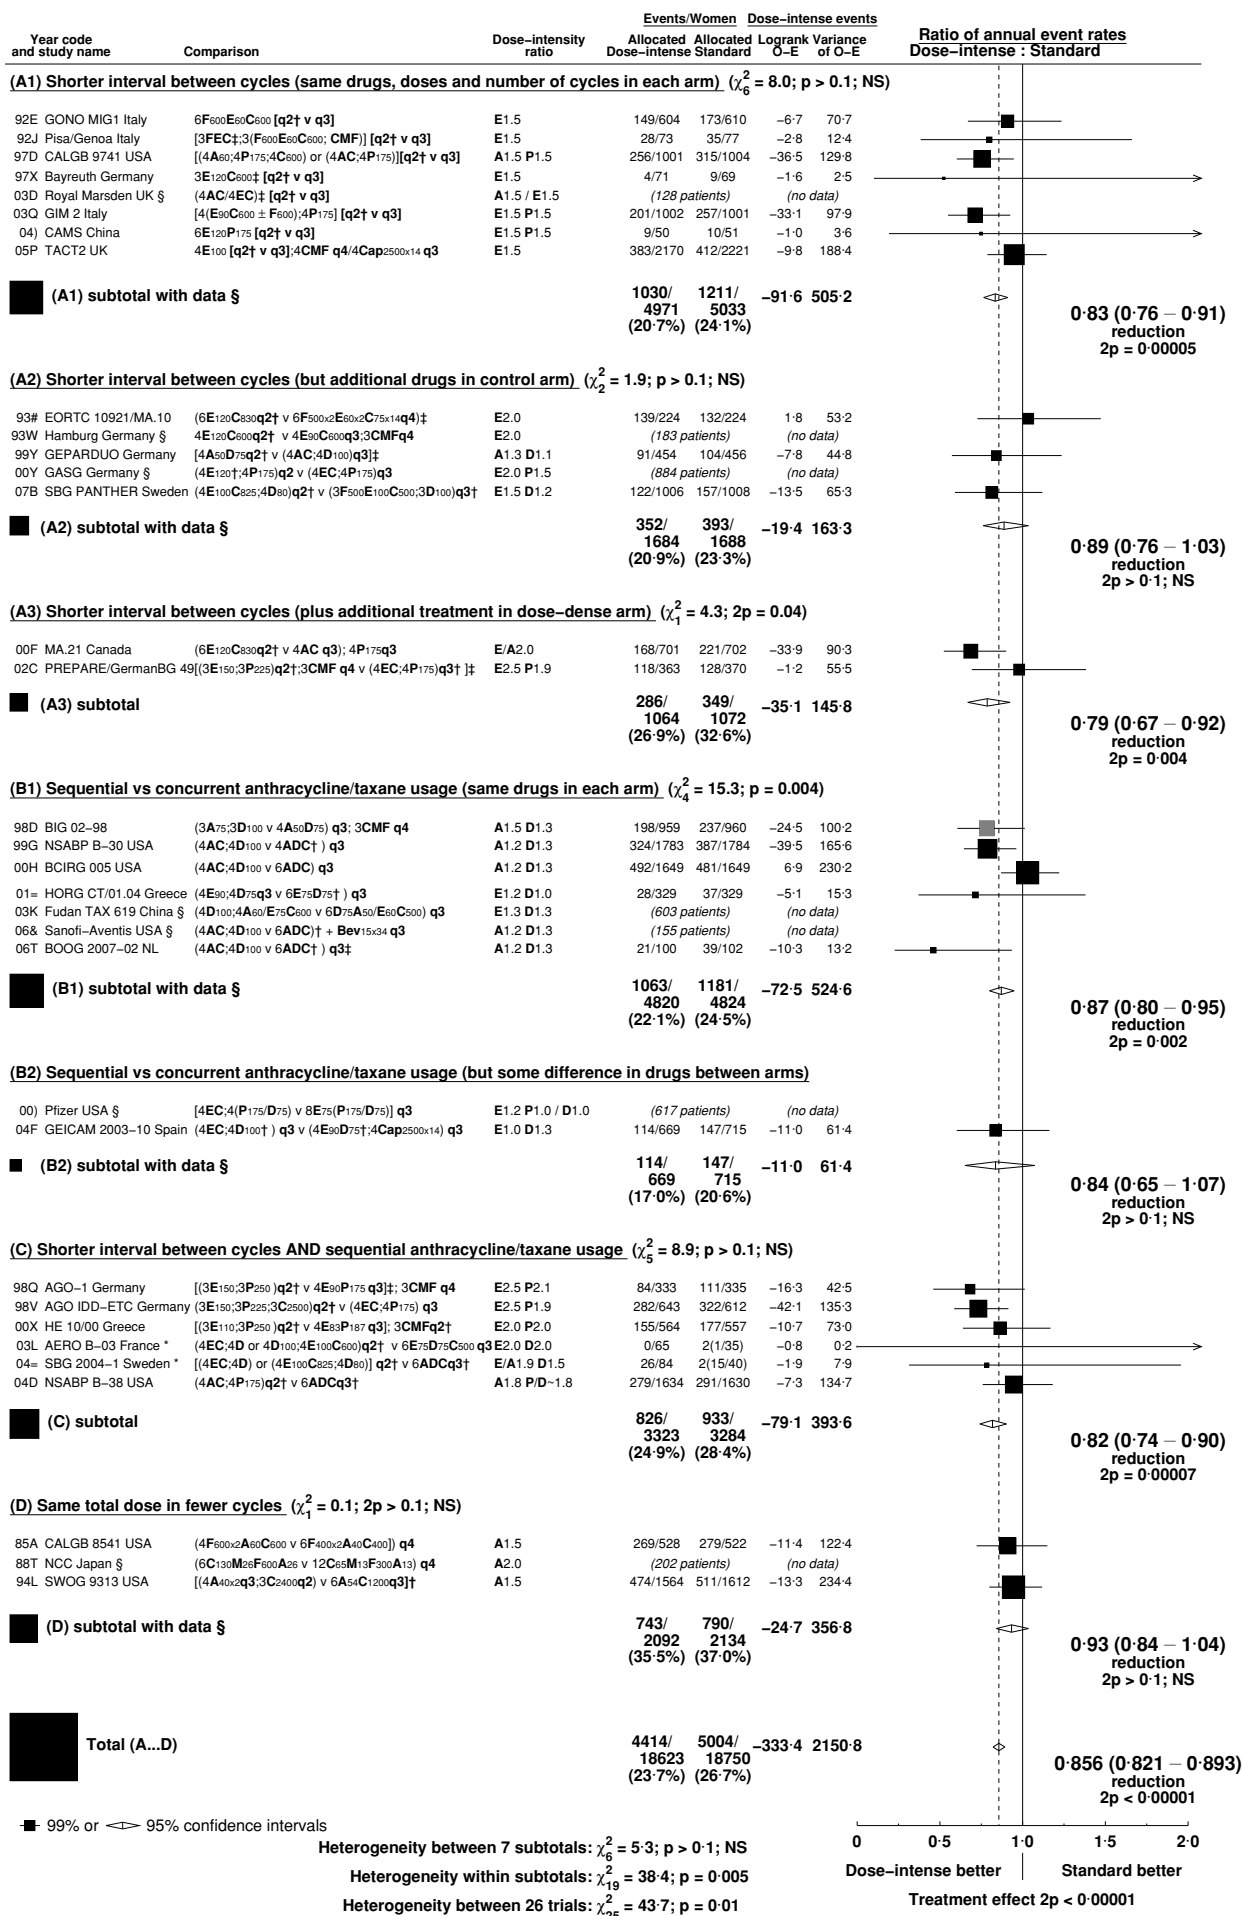 Events/Women Dose–intense events
Year code and study name Comparison Dose–intensity ratio Allocated Dose–intense Allocated Standard Logrank O–E Variance of O–E Ratio of annual event rates Dose–intense : Standard
(A1) Shorter interval between cycles (same drugs, doses and number of cycles in each arm) (χ²₆ = 8.0; p > 0.1; NS)
92E GONO MIG1 Italy 6F600E60C600 [q2† v q3] E1.5 149/604 173/610 –6·7 70·7
92J Pisa/Genoa Italy [3FEC‡;3(F600E60C600; CMF)] [q2† v q3] E1.5 28/73 35/77 –2·8 12·4
97D CALGB 9741 USA [(4A60;4P175;4C600) or (4AC;4P175)][q2† v q3] A1.5 P1.5 256/1001 315/1004 –36·5 129·8
97X Bayreuth Germany 3E120C600‡ [q2† v q3] E1.5 4/71 9/69 –1·6 2·5
03D Royal Marsden UK § (4AC/4EC)‡ [q2† v q3] A1.5 / E1.5 (128 patients) (no data)
03Q GIM 2 Italy [4(E90C600 ± F600);4P175] [q2† v q3] E1.5 P1.5 201/1002 257/1001 –33·1 97·9
04) CAMS China 6E120P175 [q2† v q3] E1.5 P1.5 9/50 10/51 –1·0 3·6
05P TACT2 UK 4E100 [q2† v q3];4CMF q4/4Cap2500x14 q3 E1.5 383/2170 412/2221 –9·8 188·4
(A1) subtotal with data § 1030/ 1211/ –91·6 505·2
4971 5033
(20·7%) (24·1%)
0·83 (0·76 – 0·91)
reduction
2p = 0·00005
(A2) Shorter interval between cycles (but additional drugs in control arm) (χ²₂ = 1.9; p > 0.1; NS)
93# EORTC 10921/MA.10 (6E120C830q2† v 6F500x2E60x2C75x14q4)‡ E2.0 139/224 132/224 1·8 53·2
93W Hamburg Germany § 4E120C600q2† v 4E90C600q3;3CMFq4 E2.0 (183 patients) (no data)
99Y GEPARDUO Germany [4A50D75q2† v (4AC;4D100)q3]‡ A1.3 D1.1 91/454 104/456 –7·8 44·8
00Y GASG Germany § (4E120†;4P175)q2 v (4EC;4P175)q3 E2.0 P1.5 (884 patients) (no data)
07B SBG PANTHER Sweden (4E100C825;4D80)q2† v (3F500E100C500;3D100)q3† E1.5 D1.2 122/1006 157/1008 –13·5 65·3
(A2) subtotal with data § 352/ 393/ –19·4 163·3
1684 1688
(20·9%) (23·3%)
0·89 (0·76 – 1·03)
reduction
2p > 0·1; NS
(A3) Shorter interval between cycles (plus additional treatment in dose–dense arm) (χ²₁ = 4.3; 2p = 0.04)
00F MA.21 Canada (6E120C830q2† v 4AC q3); 4P175q3 E/A2.0 168/701 221/702 –33·9 90·3
02C PREPARE/GermanBG 49[(3E150;3P225)q2†;3CMF q4 v (4EC;4P175)q3† ]‡ E2.5 P1.9 118/363 128/370 –1·2 55·5
(A3) subtotal 286/ 349/ –35·1 145·8
1064 1072
(26·9%) (32·6%)
0·79 (0·67 – 0·92)
reduction
2p = 0·004
(B1) Sequential vs concurrent anthracycline/taxane usage (same drugs in each arm) (χ²₄ = 15.3; p = 0.004)
98D BIG 02–98 (3A75;3D100 v 4A50D75) q3; 3CMF q4 A1.5 D1.3 198/959 237/960 –24·5 100·2
99G NSABP B–30 USA (4AC;4D100 v 4ADC† ) q3 A1.2 D1.3 324/1783 387/1784 –39·5 165·6
00H BCIRG 005 USA (4AC;4D100 v 6ADC) q3 A1.2 D1.3 492/1649 481/1649 6·9 230·2
01= HORG CT/01.04 Greece (4E90;4D75q3 v 6E75D75† ) q3 E1.2 D1.0 28/329 37/329 –5·1 15·3
03K Fudan TAX 619 China § (4D100;4A60/E75C600 v 6D75A50/E60C500) q3 E1.3 D1.3 (603 patients) (no data)
06& Sanofi–Aventis USA § (4AC;4D100 v 6ADC)† + Bev15x34 q3 A1.2 D1.3 (155 patients) (no data)
06T BOOG 2007–02 NL (4AC;4D100 v 6ADC† ) q3‡ A1.2 D1.3 21/100 39/102 –10·3 13·2
(B1) subtotal with data § 1063/ 1181/ –72·5 524·6
4820 4824
(22·1%) (24·5%)
0·87 (0·80 – 0·95)
reduction
2p = 0·002
(B2) Sequential vs concurrent anthracycline/taxane usage (but some difference in drugs between arms)
00) Pfizer USA § [4EC;4(P175/D75) v 8E75(P175/D75)] q3 E1.2 P1.0 / D1.0 (617 patients) (no data)
04F GEICAM 2003–10 Spain (4EC;4D100† ) q3 v (4E90D75†;4Cap2500x14) q3 E1.0 D1.3 114/669 147/715 –11·0 61·4
(B2) subtotal with data § 114/ 147/ –11·0 61·4
669 715
(17·0%) (20·6%)
0·84 (0·65 – 1·07)
reduction
2p > 0·1; NS
(C) Shorter interval between cycles AND sequential anthracycline/taxane usage (χ²₅ = 8.9; p > 0.1; NS)
98Q AGO–1 Germany [(3E150;3P250 )q2† v 4E90P175 q3]‡; 3CMF q4 E2.5 P2.1 84/333 111/335 –16·3 42·5
98V AGO IDD–ETC Germany (3E150;3P225;3C2500)q2† v (4EC;4P175) q3 E2.5 P1.9 282/643 322/612 –42·1 135·3
00X HE 10/00 Greece [(3E110;3P250 )q2† v 4E83P187 q3]; 3CMFq2† E2.0 P2.0 155/564 177/557 –10·7 73·0
03L AERO B–03 France * (4EC;4D or 4D100;4E100C600)q2† v 6E75D75C500 q3 E2.0 D2.0 0/65 2(1/35) –0·8 0·2
04= SBG 2004–1 Sweden * [(4EC;4D) or (4E100C825;4D80)] q2† v 6ADCq3† E/A1.9 D1.5 26/84 2(15/40) –1·9 7·9
04D NSABP B–38 USA (4AC;4P175)q2† v 6ADCq3† A1.8 P/D~1.8 279/1634 291/1630 –7·3 134·7
(C) subtotal 826/ 933/ –79·1 393·6
3323 3284
(24·9%) (28·4%)
0·82 (0·74 – 0·90)
reduction
2p = 0·00007
(D) Same total dose in fewer cycles (χ²₁ = 0.1; 2p > 0.1; NS)
85A CALGB 8541 USA (4F600x2A60C600 v 6F400x2A40C400]) q4 A1.5 269/528 279/522 –11·4 122·4
88T NCC Japan § (6C130M26F600A26 v 12C65M13F300A13) q4 A2.0 (202 patients) (no data)
94L SWOG 9313 USA [(4A40x2q3;3C2400q2) v 6A54C1200q3]† A1.5 474/1564 511/1612 –13·3 234·4
(D) subtotal with data § 743/ 790/ –24·7 356·8
2092 2134
(35·5%) (37·0%)
0·93 (0·84 – 1·04)
reduction
2p > 0·1; NS
Total (A...D) 4414/ 5004/ –333·4 2150·8
18623 18750
(23·7%) (26·7%)
0·856 (0·821 – 0·893)
reduction
2p < 0·00001
99% or 95% confidence intervals
0 0·5 1·0 1·5 2·0
Heterogeneity between 7 subtotals: χ²₆ = 5·3; p > 0·1; NS
Dose–intense better Standard better
Heterogeneity within subtotals: χ²₁₉ = 38·4; p = 0·005
Treatment effect 2p < 0·00001
Heterogeneity between 26 trials: χ²₂₅ = 43·7; p = 0·01